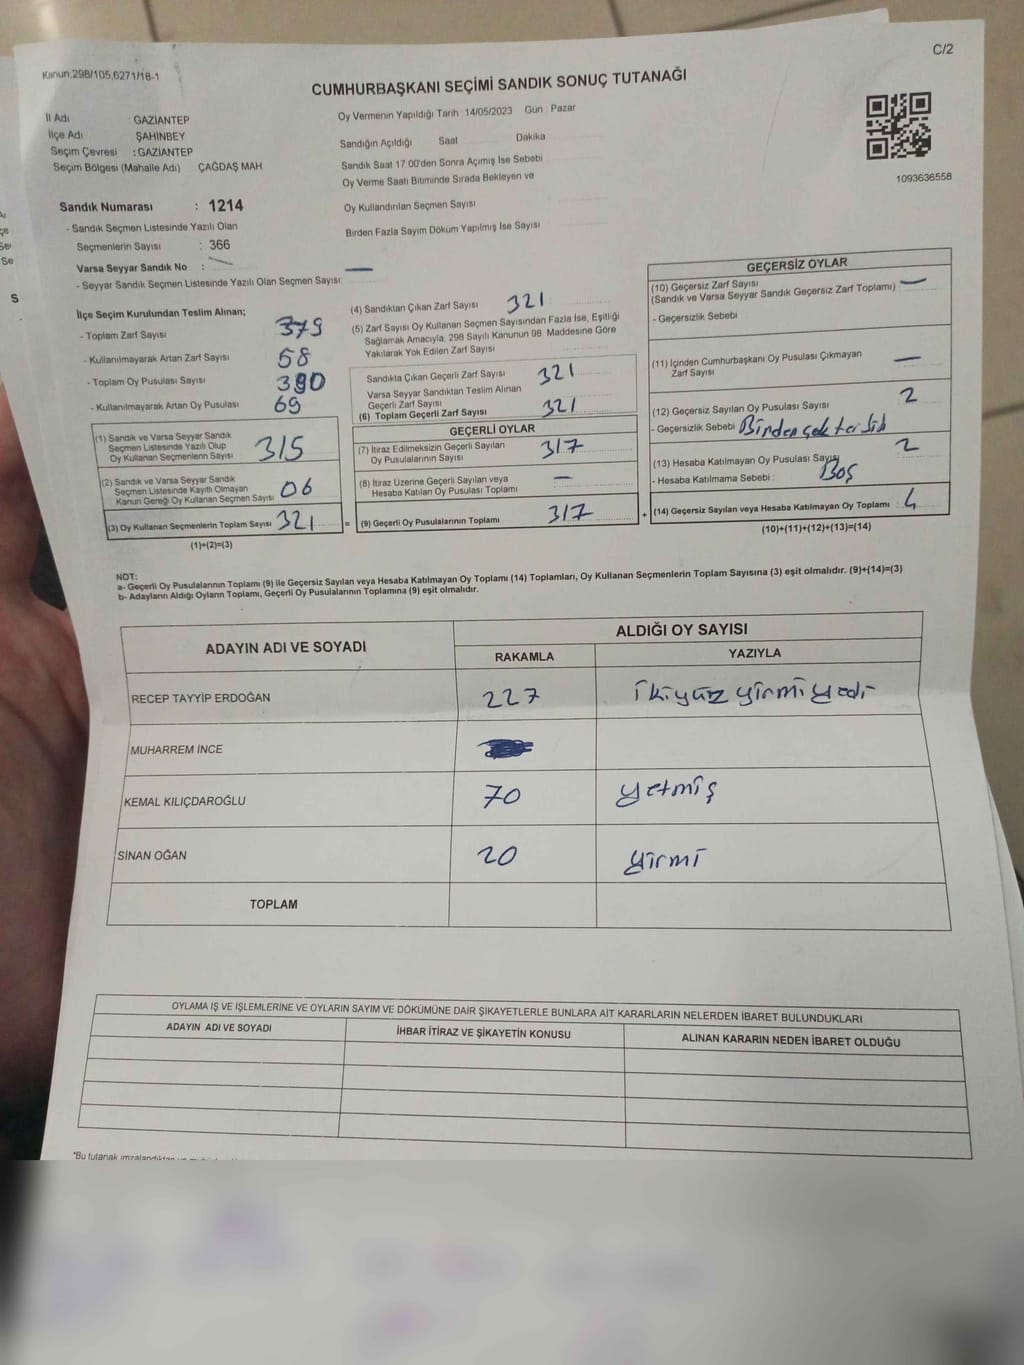 C/2
Kanun;298/105,6271/18-1
CUMHURBAŞKANI SEÇİMİ SANDIK SONUÇ TUTANAĞI
İl Adı GAZİANTEP
İlçe Adı ŞAHİNBEY
Seçim Çevresi : GAZİANTEP
Seçim Bölgesi (Mahalle Adı) ÇAĞDAŞ MAH
Oy Vermenin Yapıldığı Tarih 14/05/2023 Gün Pazar
Sandığın Açıldığı Saat Dakika
Sandık Saat 17 00'den Sonra Açımış İse Sebebi
Oy Verme Saati Bitiminde Sırada Bekleyen ve
Oy Kullandırılan Seçmen Sayısı
Birden Fazla Sayım Döküm Yapılmış İse Sayısı
1093636558
Sandık Numarası : 1214
- Sandık Seçmen Listesinde Yazılı Olan
Seçmenlerin Sayısı : 366
Varsa Seyyar Sandık No : —
- Seyyar Sandık Seçmen Listesinde Yazılı Olan Seçmen Sayısı: —
İlçe Seçim Kurulundan Teslim Alınan;
- Toplam Zarf Sayısı 379
- Kullanılmayarak Artan Zarf Sayısı 58
- Toplam Oy Pusulası Sayısı 390
- Kullanılmayarak Artan Oy Pusulası 69
(1) Sandık ve Varsa Seyyar Sandık
Seçmen Listesinde Yazılı Olup
Oy Kullanan Seçmenlerin Sayısı 315
(2) Sandık ve Varsa Seyyar Sandık
Seçmen Listesinde Kayıtlı Olmayan
Kanun Gereği Oy Kullanan Seçmen Sayısı 06
(3) Oy Kullanan Seçmenlerin Toplam Sayısı 321 =
(1)+(2)=(3)
(4) Sandıktan Çıkan Zarf Sayısı 321
(5) Zarf Sayısı Oy Kullanan Seçmen Sayısından Fazla İse, Eşitliği
Sağlamak Amacıyla, 298 Sayılı Kanunun 98. Maddesine Göre
Yakılarak Yok Edilen Zarf Sayısı
Sandıkta Çıkan Geçerli Zarf Sayısı 321
Varsa Seyyar Sandıktan Teslim Alınan
Geçerli Zarf Sayısı
(6) Toplam Geçerli Zarf Sayısı 321
GEÇERLİ OYLAR
(7) İtiraz Edilmeksizin Geçerli Sayılan
Oy Pusulalarının Sayısı 317
(8) İtiraz Üzerine Geçerli Sayılan veya
Hesaba Katılan Oy Pusulası Toplamı —
(9) Geçerli Oy Pusulalarının Toplamı 317 +
GEÇERSİZ OYLAR
(10) Geçersiz Zarf Sayısı
(Sandık ve Varsa Seyyar Sandık Geçersiz Zarf Toplamı) —
- Geçersizlik Sebebi
(11) İçinden Cumhurbaşkanı Oy Pusulası Çıkmayan
Zarf Sayısı —
(12) Geçersiz Sayılan Oy Pusulası Sayısı 2
- Geçersizlik Sebebi Birden çok tercih
(13) Hesaba Katılmayan Oy Pusulası Sayısı 2
- Hesaba Katılmama Sebebi : Boş
(14) Geçersiz Sayılan veya Hesaba Katılmayan Oy Toplamı : 4
(10)+(11)+(12)+(13)=(14)
NOT:
a- Geçerli Oy Pusulalarının Toplamı (9) ile Geçersiz Sayılan veya Hesaba Katılmayan Oy Toplamı (14) Toplamları, Oy Kullanan Seçmenlerin Toplam Sayısına (3) eşit olmalıdır. (9)+(14)=(3)
b- Adayların Aldığı Oyların Toplamı, Geçerli Oy Pusulalarının Toplamına (9) eşit olmalıdır.
ADAYIN ADI VE SOYADI ALDIĞI OY SAYISI
RAKAMLA YAZIYLA
RECEP TAYYİP ERDOĞAN 227 ikiyüz yirmi yedi
MUHARREM İNCE
KEMAL KILIÇDAROĞLU 70 yetmiş
SİNAN OĞAN 20 yirmi
TOPLAM
OYLAMA İŞ VE İŞLEMLERİNE VE OYLARIN SAYIM VE DÖKÜMÜNE DAİR ŞİKAYETLERLE BUNLARA AİT KARARLARIN NELERDEN İBARET BULUNDUKLARI
ADAYIN ADI VE SOYADI İHBAR İTİRAZ VE ŞİKAYETİN KONUSU ALINAN KARARIN NEDEN İBARET OLDUĞU
*Bu tutanak imzalandıktan